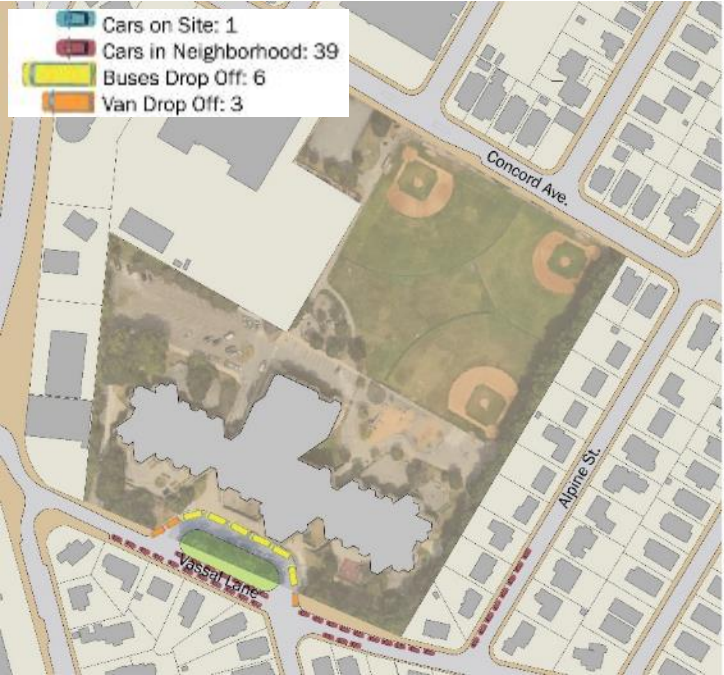 Cars on Site: 1
Cars in Neighborhood: 39
Buses Drop Off: 6
Van Drop Off: 3
Concord Ave.
Alpine St.
Vassal Lane